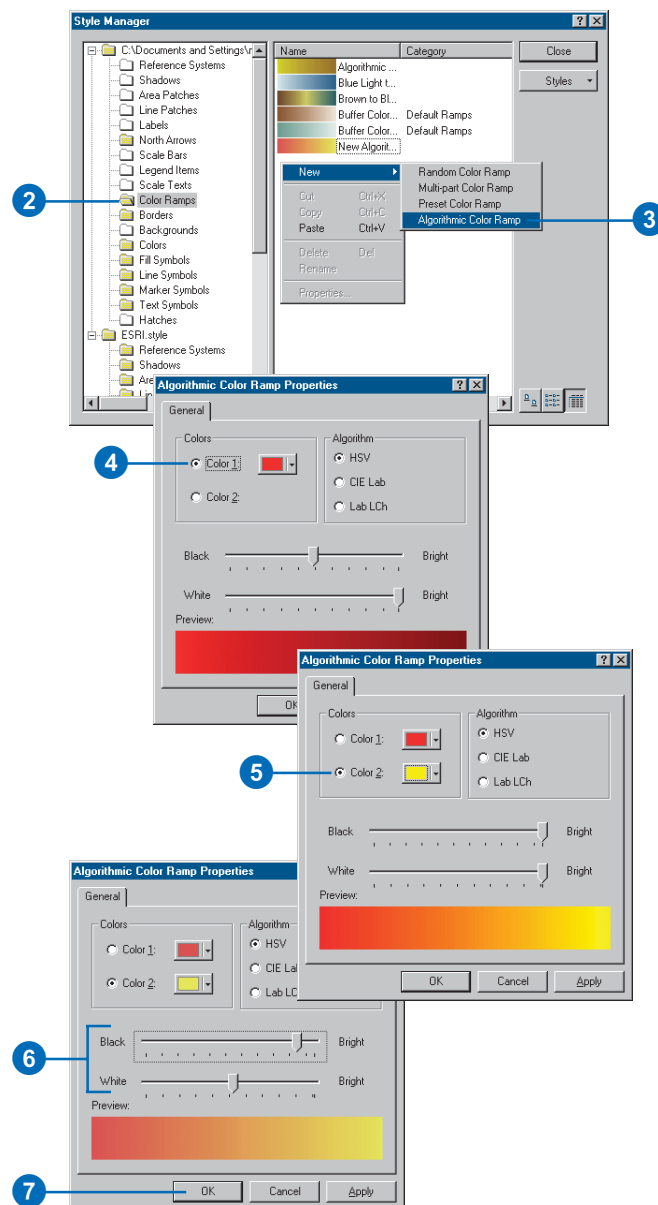 Style Manager
C:\Documents and Settings\r
Reference Systems
Shadows
Area Patches
Line Patches
Labels
North Arrows
Scale Bars
Legend Items
Scale Texts
Color Ramps
Borders
Backgrounds
Colors
Fill Symbols
Line Symbols
Marker Symbols
Text Symbols
Hatches
ESRI.style
Reference Systems
Shadows
Name Category
Algorithmic ...
Blue Light t...
Brown to Bl...
Buffer Color... Default Ramps
Buffer Color... Default Ramps
New Algorit...
Close
Styles
New
Cut Ctrl+X
Copy Ctrl+C
Paste Ctrl+V
Delete Del
Rename
Properties...
Random Color Ramp
Multi-part Color Ramp
Preset Color Ramp
Algorithmic Color Ramp
2
3
Algorithmic Color Ramp Properties
General
Colors
Color 1:
Color 2:
Algorithm
HSV
CIE Lab
Lab LCh
Black Bright
White Bright
Preview:
4
Algorithmic Color Ramp Properties
General
Colors
Color 1:
Color 2:
Algorithm
HSV
CIE Lab
Lab LCh
Black Bright
White Bright
Preview:
OK Cancel Apply
5
Algorithmic Color Ramp Properties
General
Colors
Color 1:
Color 2:
Algorithm
HSV
CIE Lab
Lab LC
Black Bright
White Bright
Preview:
OK Cancel Apply
6
7